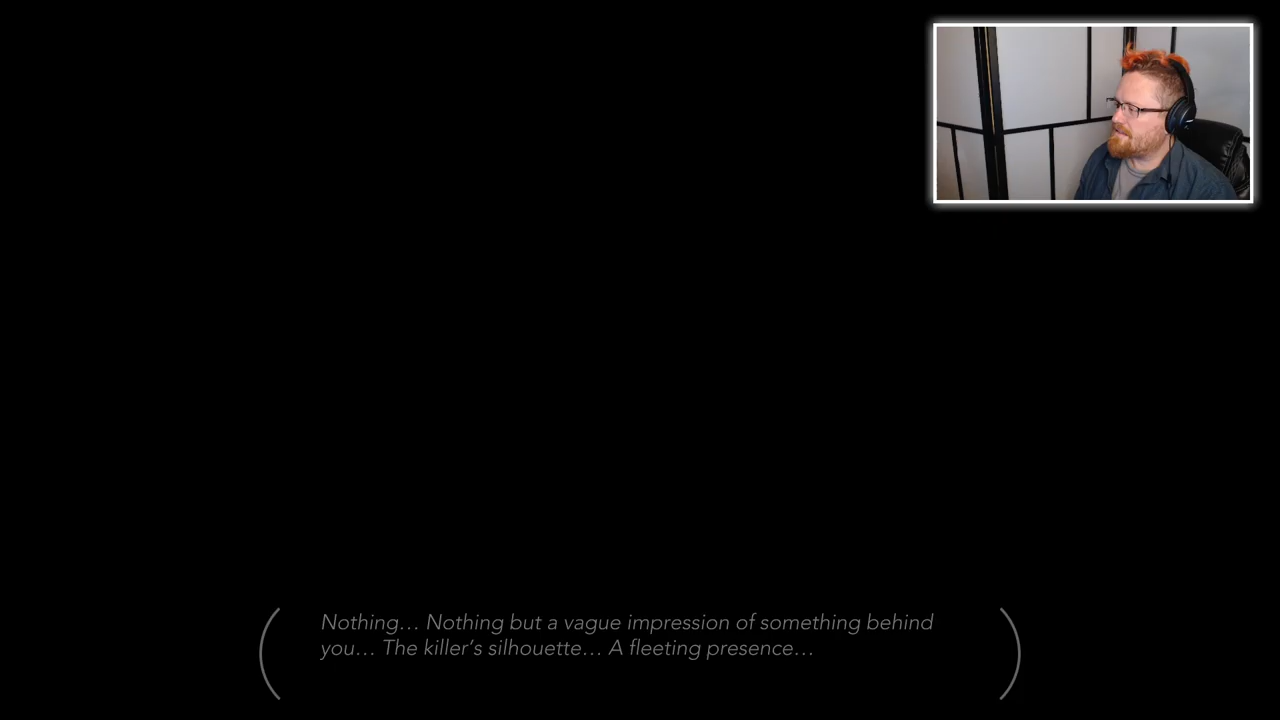 Nothing… Nothing but a vague impression of something behind
you… The killer’s silhouette… A fleeting presence…